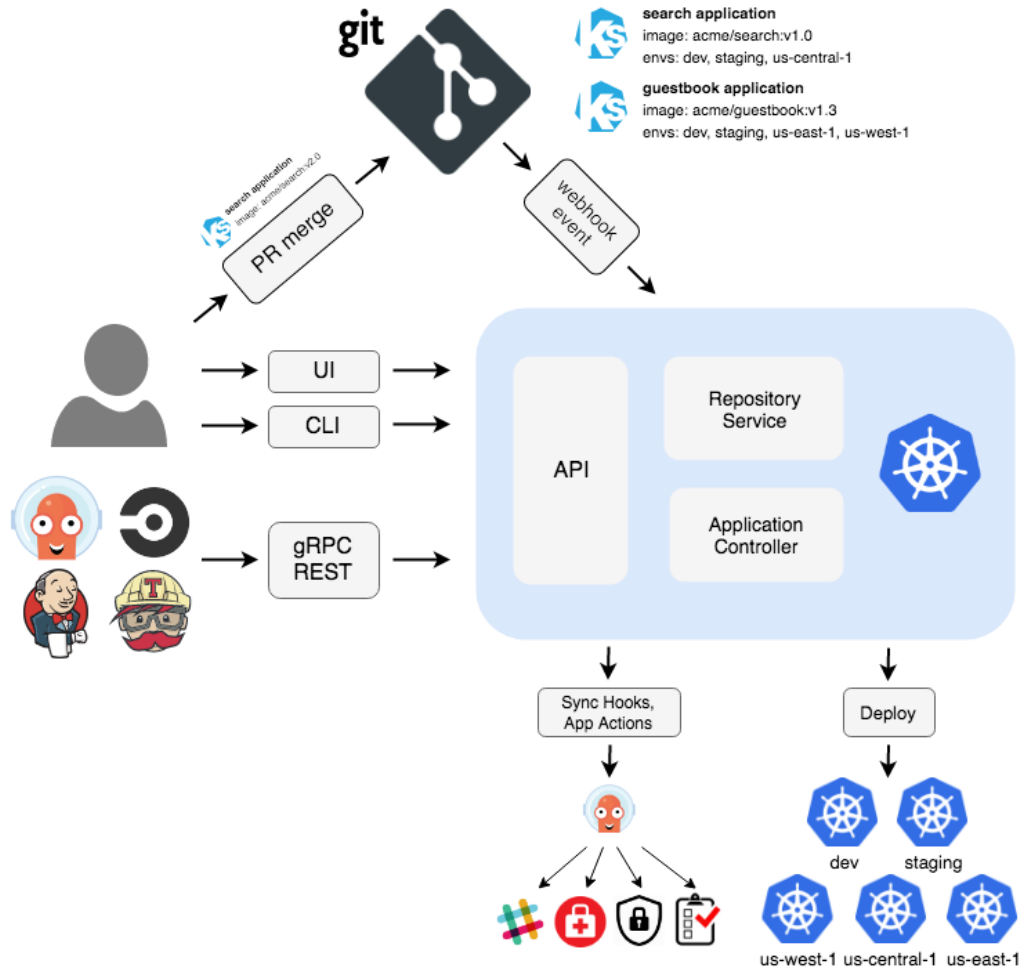 git
search application
image: acme/search:v1.0
envs: dev, staging, us-central-1
guestbook application
image: acme/guestbook:v1.3
envs: dev, staging, us-east-1, us-west-1
Ks
Ks
search application
image: acme/search:v2.0
Ks
PR merge
webhook
event
UI
CLI
gRPC
REST
T
API
Repository
Service
Application
Controller
Sync Hooks,
App Actions
Deploy
dev
staging
us-west-1
us-central-1
us-east-1